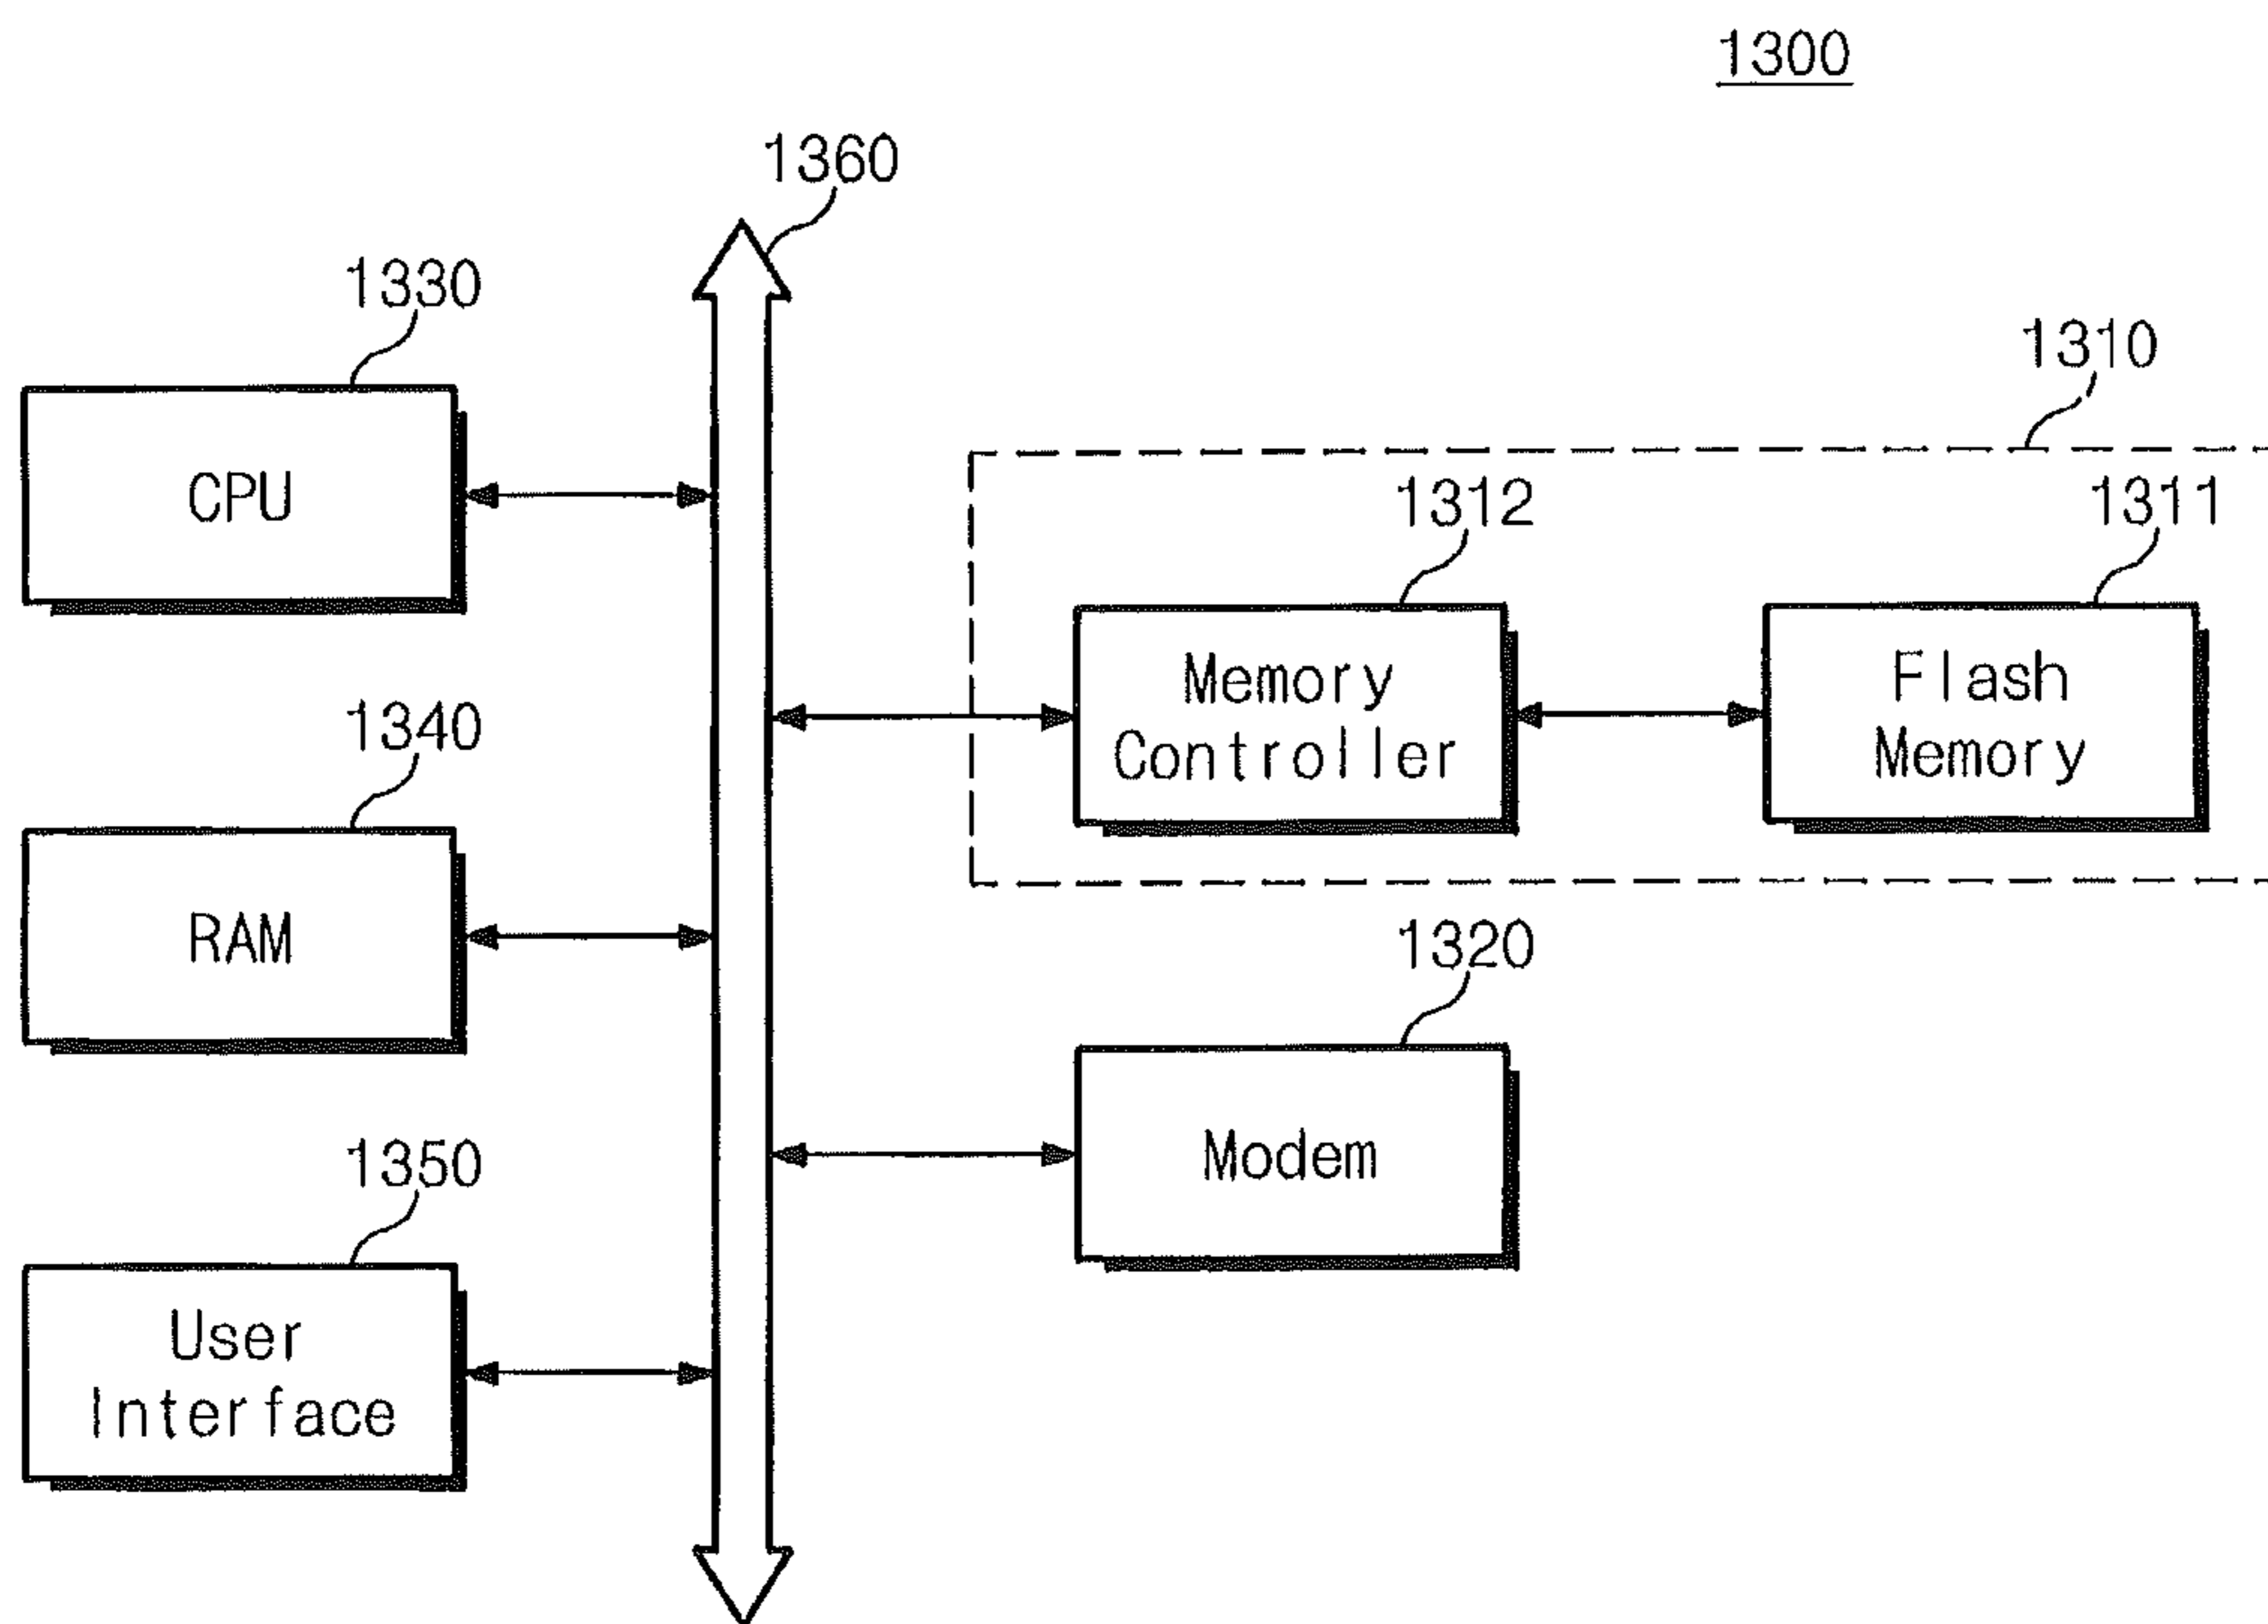 1300
1360
1330
CPU
1310
1312
1311
Memory
Controller
Flash
Memory
1340
RAM
1320
Modem
1350
User
Interface